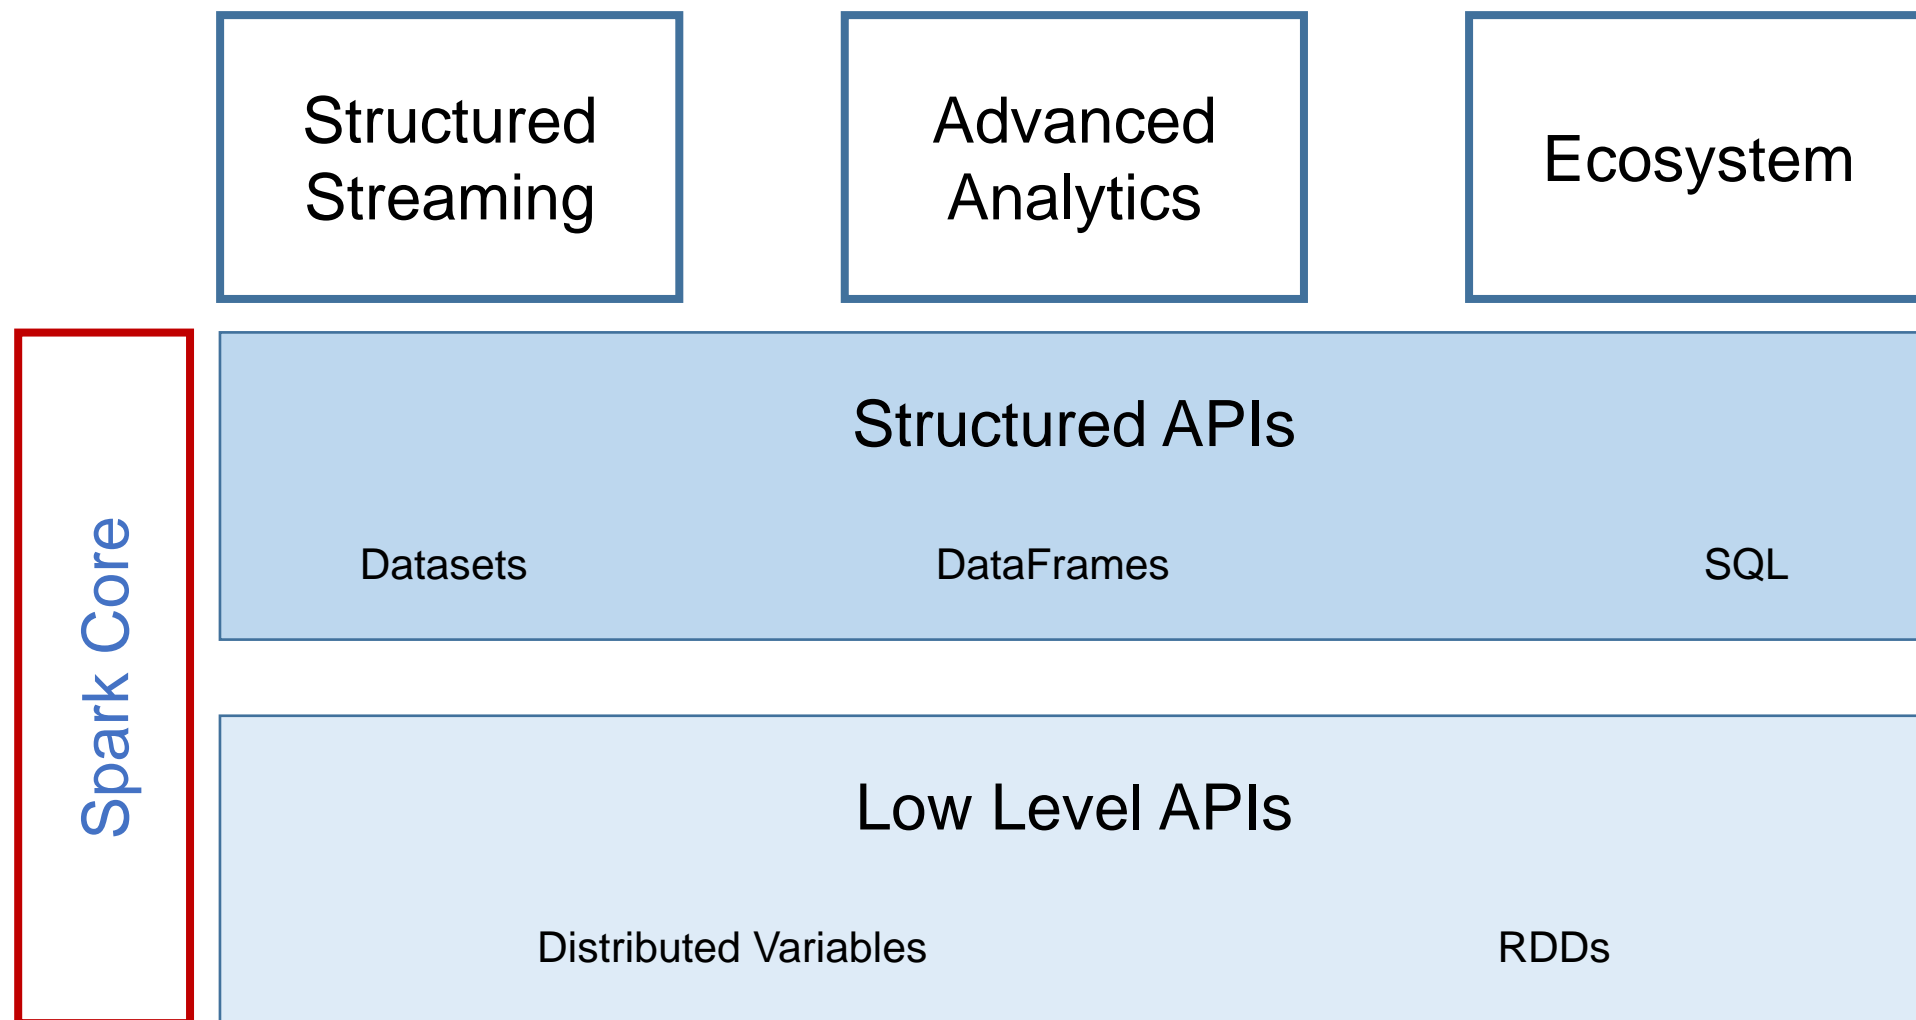 Structured
Streaming
Advanced
Analytics
Ecosystem
Spark Core
Structured APIs
Datasets
DataFrames
SQL
Low Level APIs
Distributed Variables
RDDs